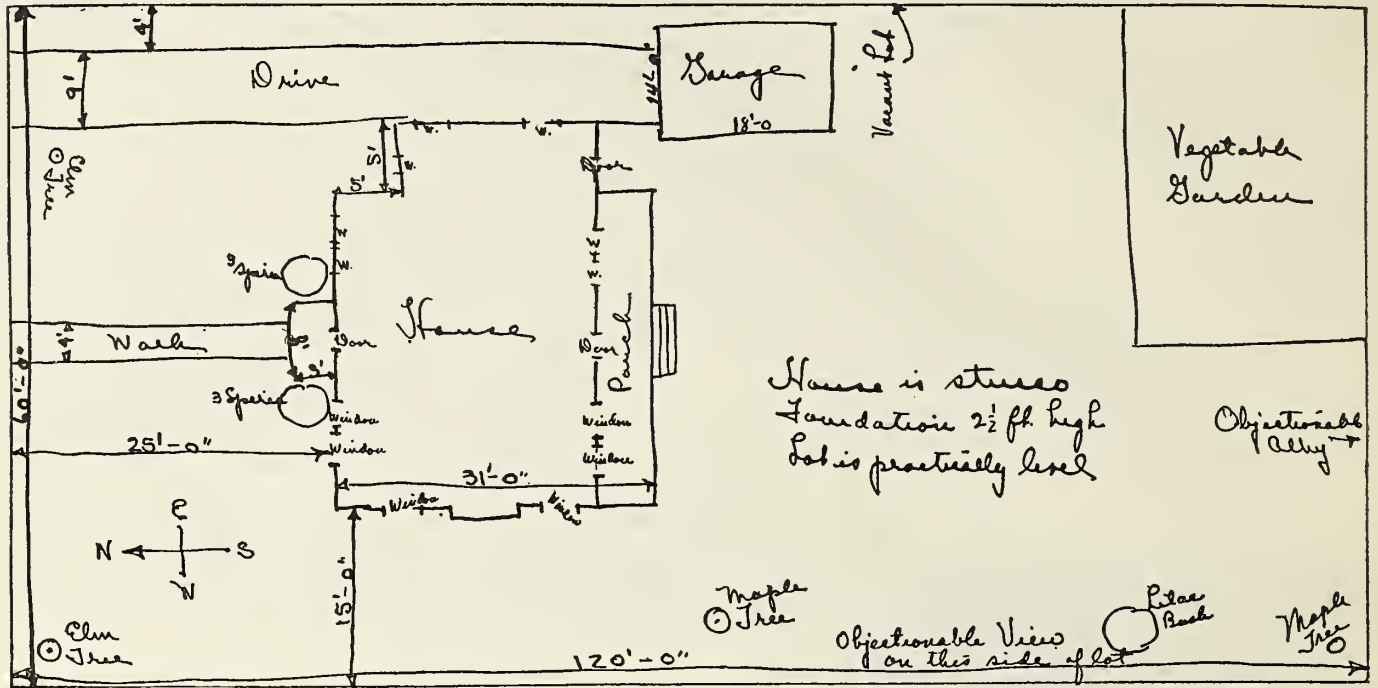 4'
9'
Drive
14'-0"
Garage
18'-0
Vacant Lot
Vegetable
Garden
Elm
Tree
5'
5'
W.
W.
W.
Door
W.
W.
W.
3 Spirea
8'
5'
4'
Walk
Door
House
Door
Porch
3 Spirea
Window
Window
Window
Window
25'-0"
31'-0"
Window
Window
60'-0"
House is stucco
Foundation 2½ ft. high
Lot is practically level
Objectionable
Alley
N
S
15'-0"
Elm
Tree
Maple
Tree
Objectionable View
on this side of lot
Lilac
Bush
Maple
Tree
120'-0"